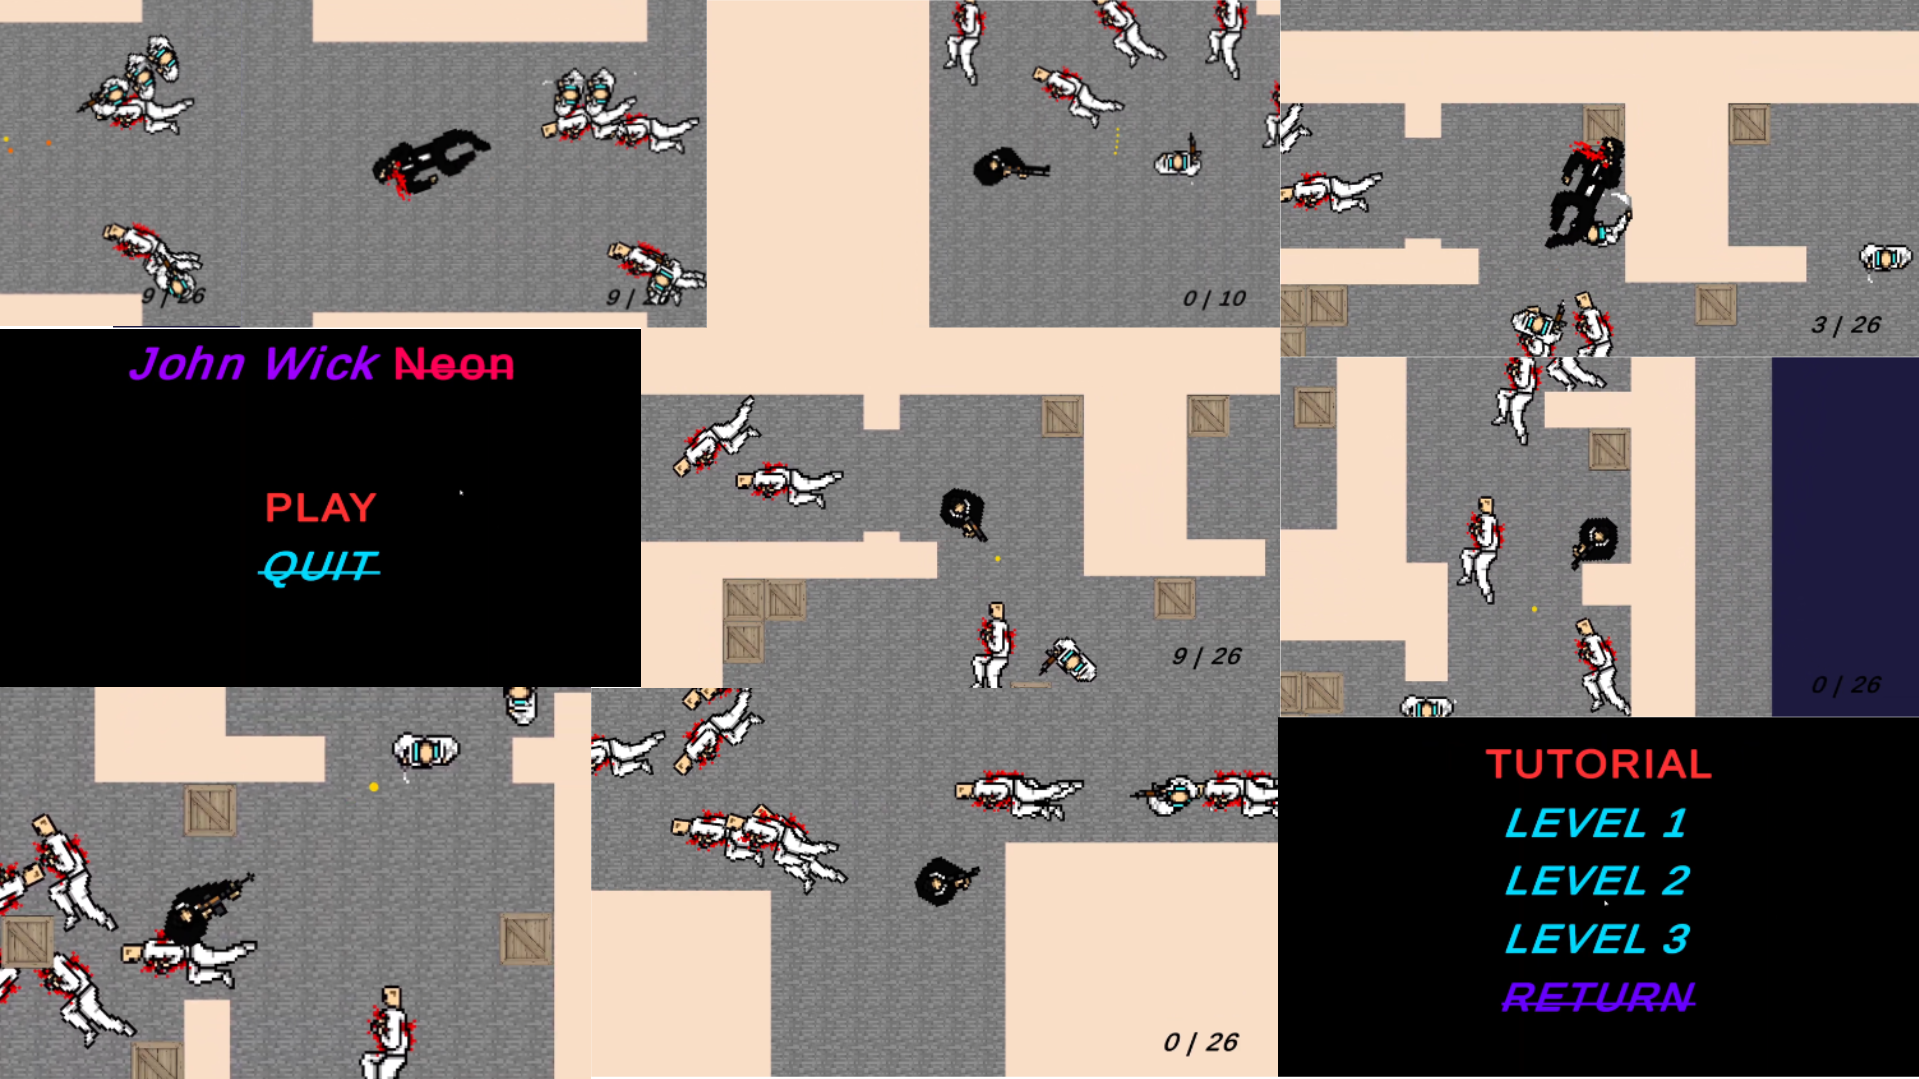 9 / 26
9 /
0 / 10
3 / 26
John Wick Neon
PLAY
QUIT
9 / 26
0 / 26
0 / 26
TUTORIAL
LEVEL 1
LEVEL 2
LEVEL 3
RETURN